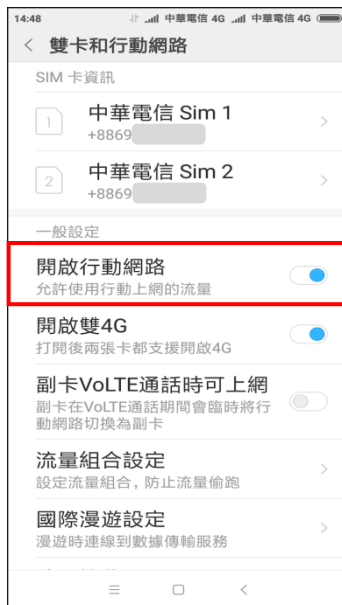 14:48 中華電信 4G 中華電信 4G
雙卡和行動網路
SIM 卡資訊
1 中華電信 Sim 1
+8869
2 中華電信 Sim 2
+8869
一般設定
開啟行動網路
允許使用行動上網的流量
開啟雙4G
打開後兩張卡都支援開啟4G
副卡VoLTE通話時可上網
副卡在VoLTE通話期間會臨時將行
動網路切換為副卡
流量組合設定
設定流量組合，防止流量偷跑
國際漫遊設定
漫遊時連線到數據傳輸服務